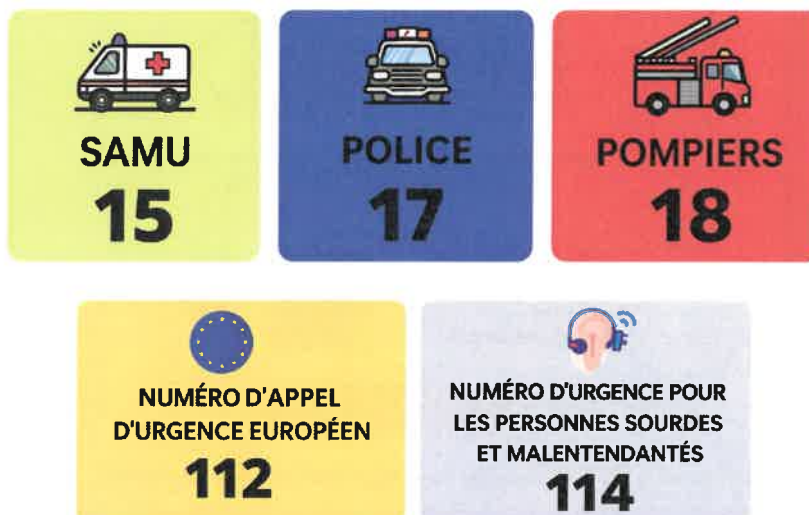 SAMU
15
POLICE
17
POMPIERS
18
NUMÉRO D'APPEL
D'URGENCE EUROPÉEN
112
NUMÉRO D'URGENCE POUR
LES PERSONNES SOURDES
ET MALENTENDANTÉS
114